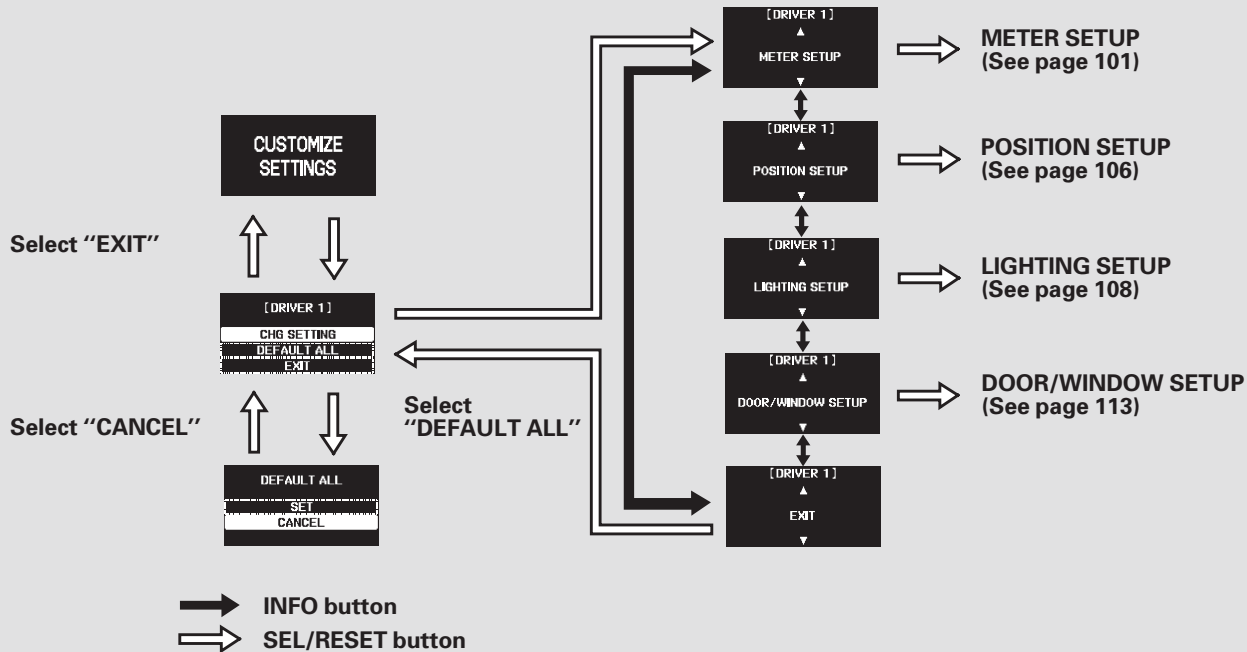 CUSTOMIZE
SETTINGS
Select "EXIT"
[DRIVER 1]
CHG SETTING
DEFAULT ALL
EXIT
Select "CANCEL"
Select
"DEFAULT ALL"
DEFAULT ALL
SET
CANCEL
[DRIVER 1]
METER SETUP
METER SETUP
(See page 101)
[DRIVER 1]
POSITION SETUP
POSITION SETUP
(See page 106)
[DRIVER 1]
LIGHTING SETUP
LIGHTING SETUP
(See page 108)
[DRIVER 1]
DOOR/WINDOW SETUP
DOOR/WINDOW SETUP
(See page 113)
[DRIVER 1]
EXIT
INFO button
SEL/RESET button